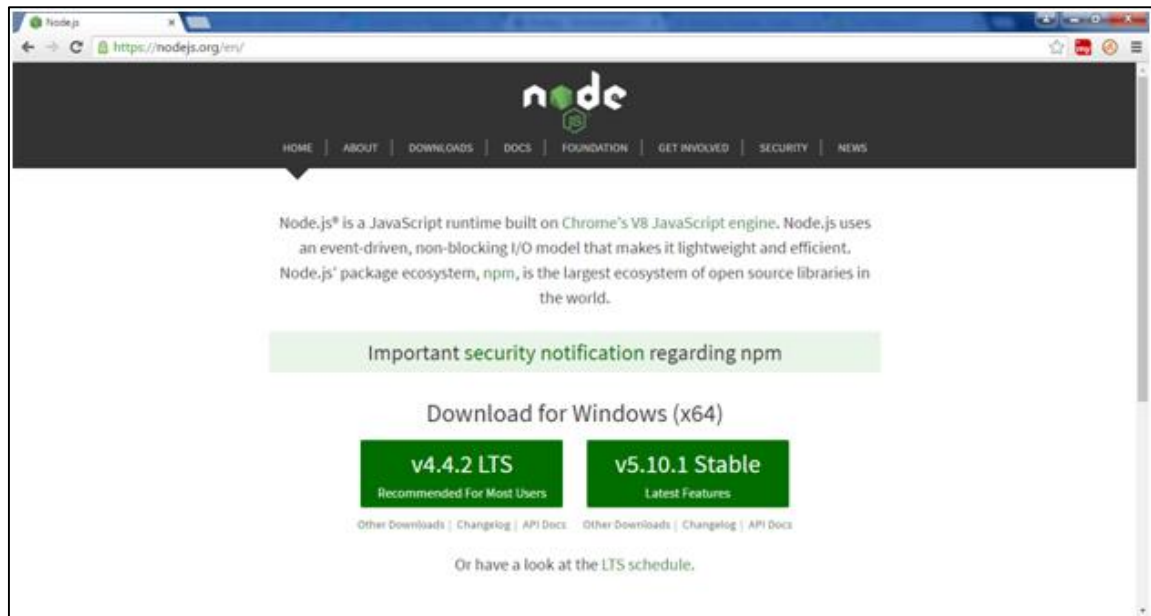 Node.js
https://nodejs.org/en/
node
JS
HOME | ABOUT | DOWNLOADS | DOCS | FOUNDATION | GET INVOLVED | SECURITY | NEWS
Node.js® is a JavaScript runtime built on Chrome's V8 JavaScript engine. Node.js uses
an event-driven, non-blocking I/O model that makes it lightweight and efficient.
Node.js' package ecosystem, npm, is the largest ecosystem of open source libraries in
the world.
Important security notification regarding npm
Download for Windows (x64)
v4.4.2 LTS
Recommended For Most Users
v5.10.1 Stable
Latest Features
Other Downloads | Changelog | API Docs
Other Downloads | Changelog | API Docs
Or have a look at the LTS schedule.